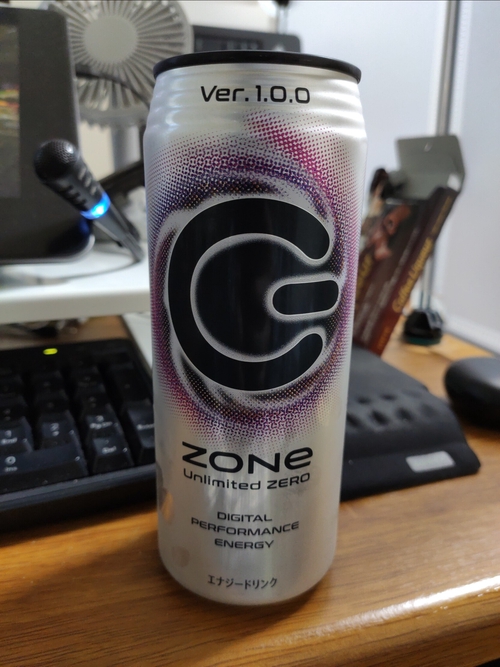 Ver.1.0.0
ZONe
Unlimited ZERO
DIGITAL
PERFORMANCE
ENERGY
エナジードリンク